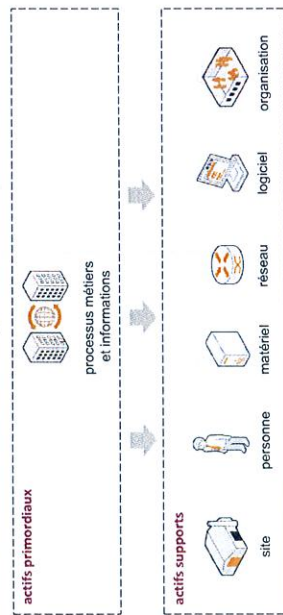 actifs primordiaux
processus métiers
et informations
actifs supports
site
personne
matériel
réseau
logiciel
organisation